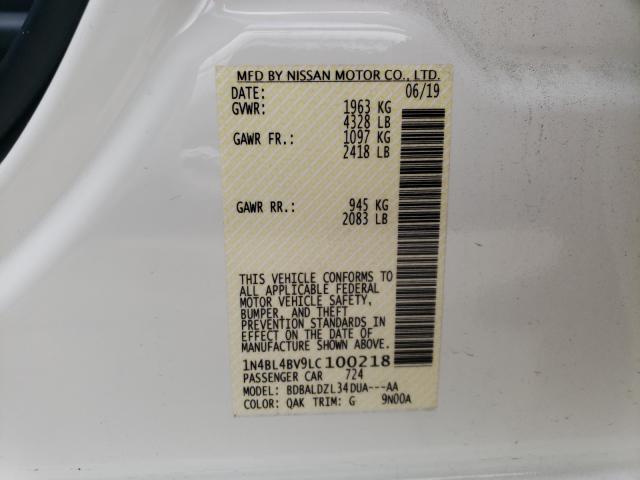 MFD BY NISSAN MOTOR CO., LTD.
DATE: 06/19
GVWR: 1963 KG
4328 LB
GAWR FR.: 1097 KG
2418 LB
GAWR RR.: 945 KG
2083 LB
THIS VEHICLE CONFORMS TO
ALL APPLICABLE FEDERAL
MOTOR VEHICLE SAFETY,
BUMPER, AND THEFT
PREVENTION STANDARDS IN
EFFECT ON THE DATE OF
MANUFACTURE SHOWN ABOVE.
1N4BL4BV9LC100218
PASSENGER CAR 724
MODEL: BDBALDZL34DUA---AA
COLOR: QAK TRIM: G 9N00A